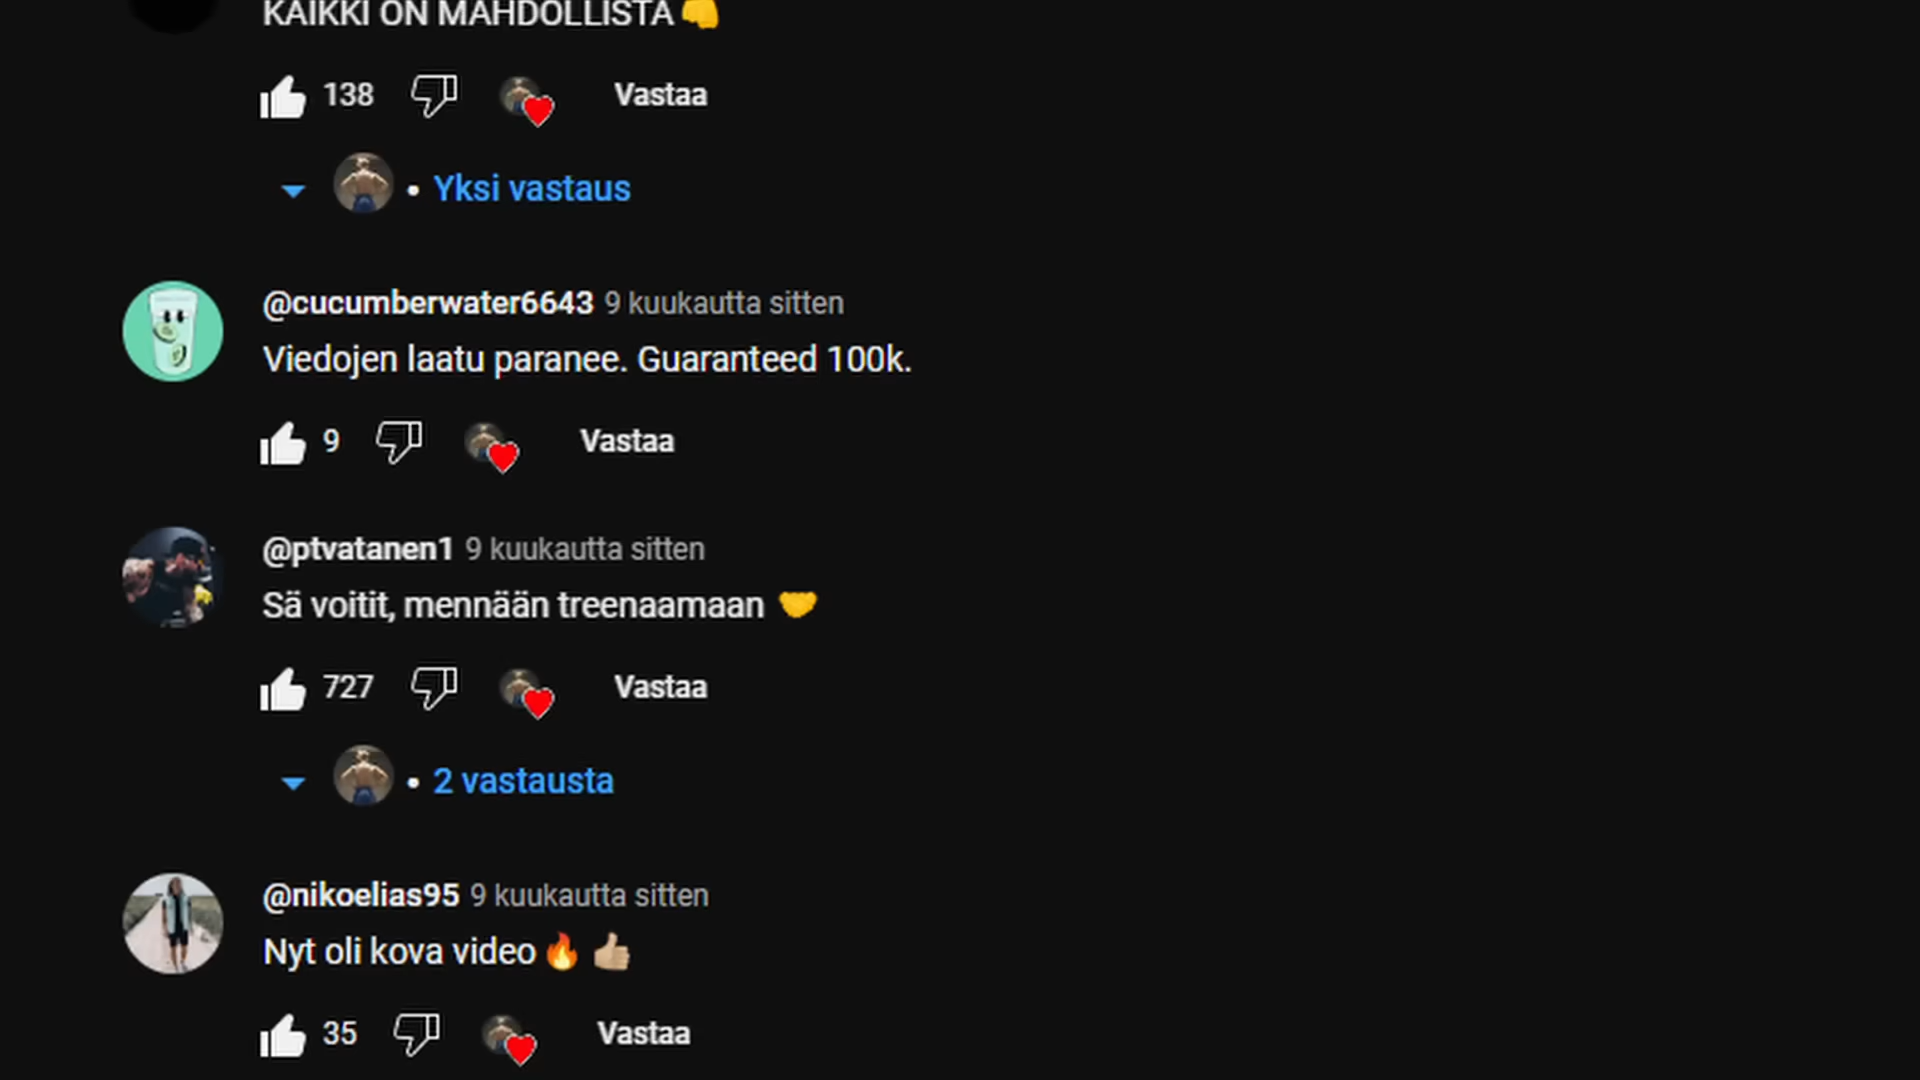 KAIKKI ON MAHDOLLISTA👊
138 Vastaa
• Yksi vastaus
@cucumberwater6643 9 kuukautta sitten
Viedojen laatu paranee. Guaranteed 100k.
9 Vastaa
@ptvatanen1 9 kuukautta sitten
Sä voitit, mennään treenaamaan 🤝
727 Vastaa
• 2 vastausta
@nikoelias95 9 kuukautta sitten
Nyt oli kova video🔥👍🏼
35 Vastaa